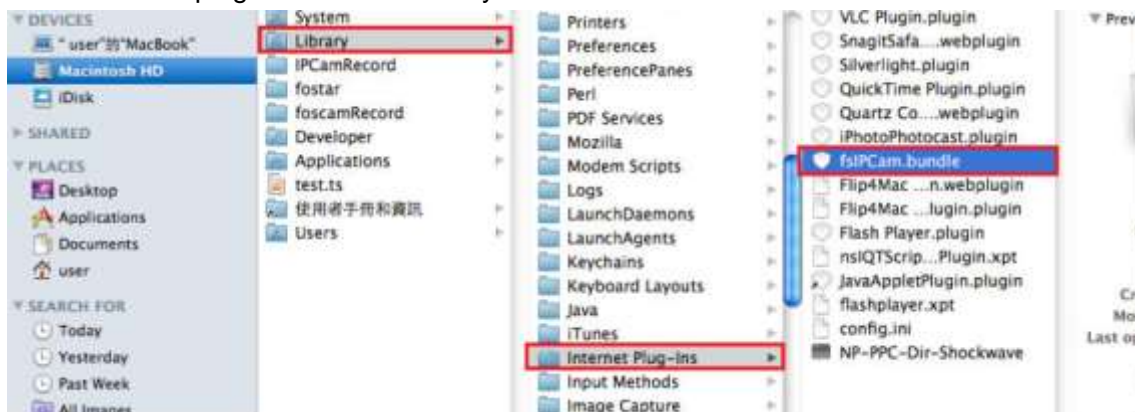 DEVICES
" user"的"MacBook"
Macintosh HD
iDisk
SHARED
PLACES
Desktop
Applications
Documents
user
SEARCH FOR
Today
Yesterday
Past Week
All Images
System
Library
IPCamRecord
fostar
foscamRecord
Developer
Applications
test.ts
使用者手冊和資訊
Users
Printers
Preferences
PreferencePanes
Perl
PDF Services
Mozilla
Modem Scripts
Logs
LaunchDaemons
LaunchAgents
Keychains
Keyboard Layouts
Java
iTunes
Internet Plug-Ins
Input Methods
Image Capture
VLC Plugin.plugin
SnagitSafa....webplugin
Silverlight.plugin
QuickTime Plugin.plugin
Quartz Co....webplugin
iPhotoPhotocast.plugin
fsIPCam.bundle
Flip4Mac ...n.webplugin
Flip4Mac ...lugin.plugin
Flash Player.plugin
nsIQTScrip...Plugin.xpt
JavaAppletPlugin.plugin
flashplayer.xpt
config.ini
NP-PPC-Dir-Shockwave
Prev
Cr
Mo
Last op